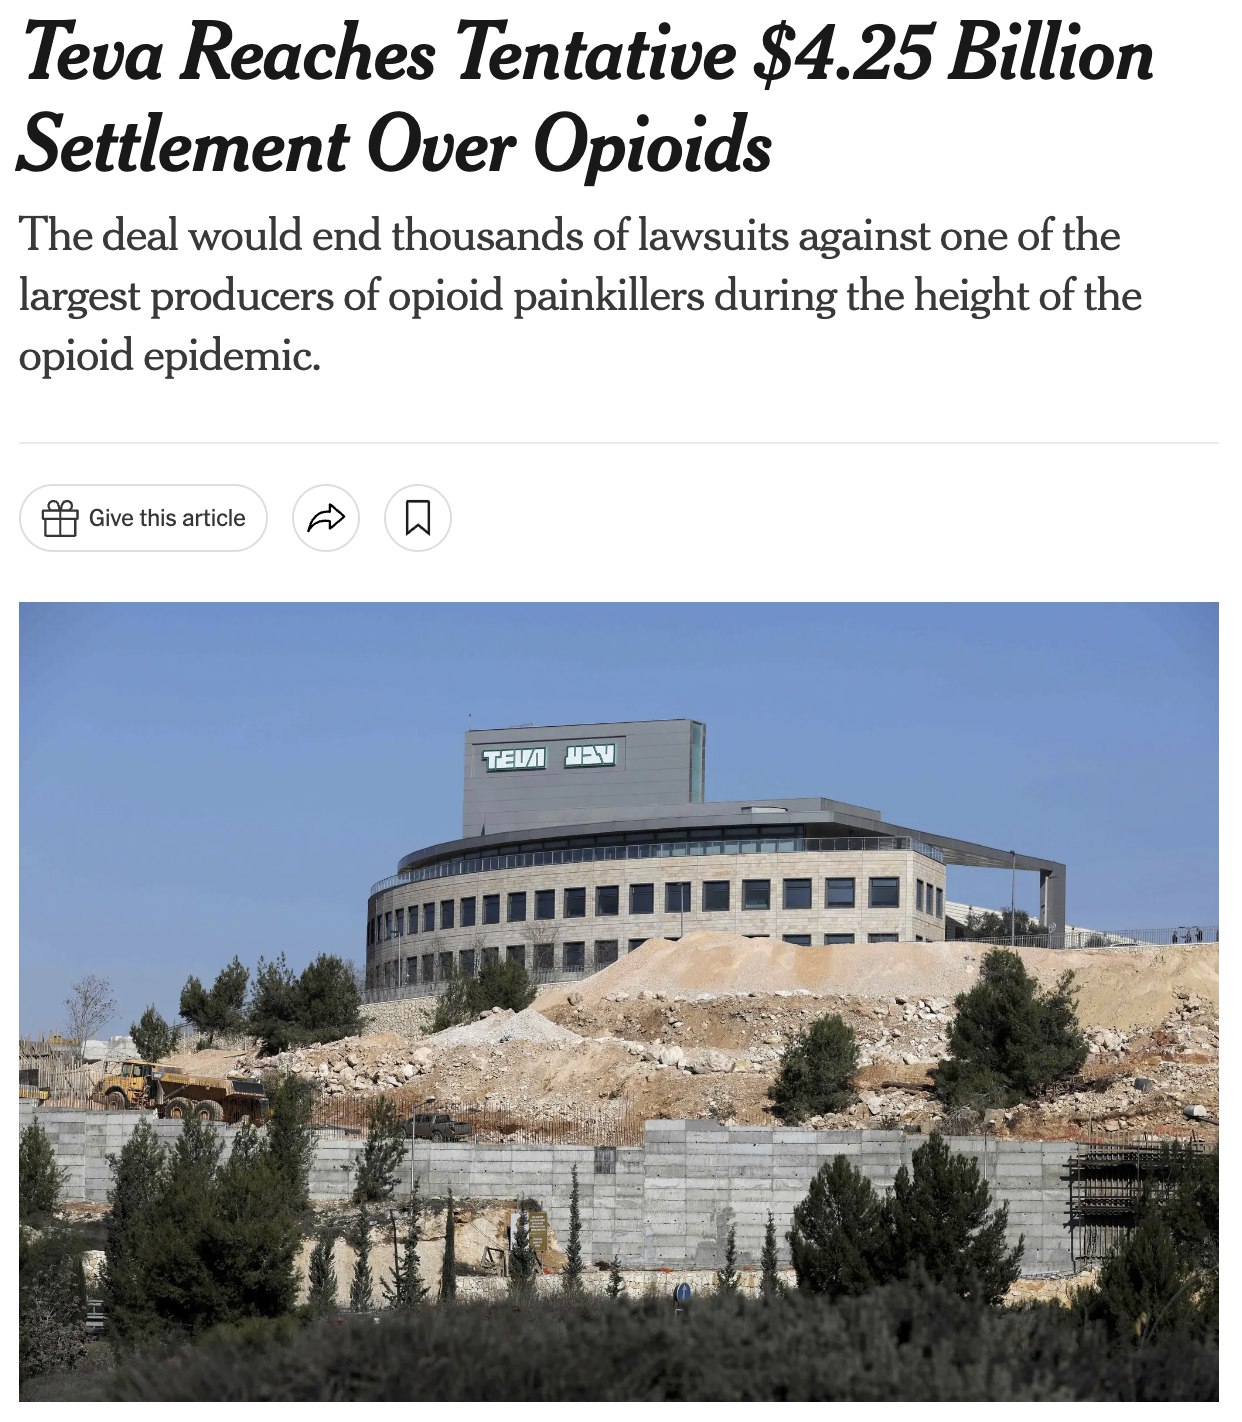 Teva Reaches Tentative $4.25 Billion
Settlement Over Opioids
The deal would end thousands of lawsuits against one of the
largest producers of opioid painkillers during the height of the
opioid epidemic.
Give this article
TEVA טבע